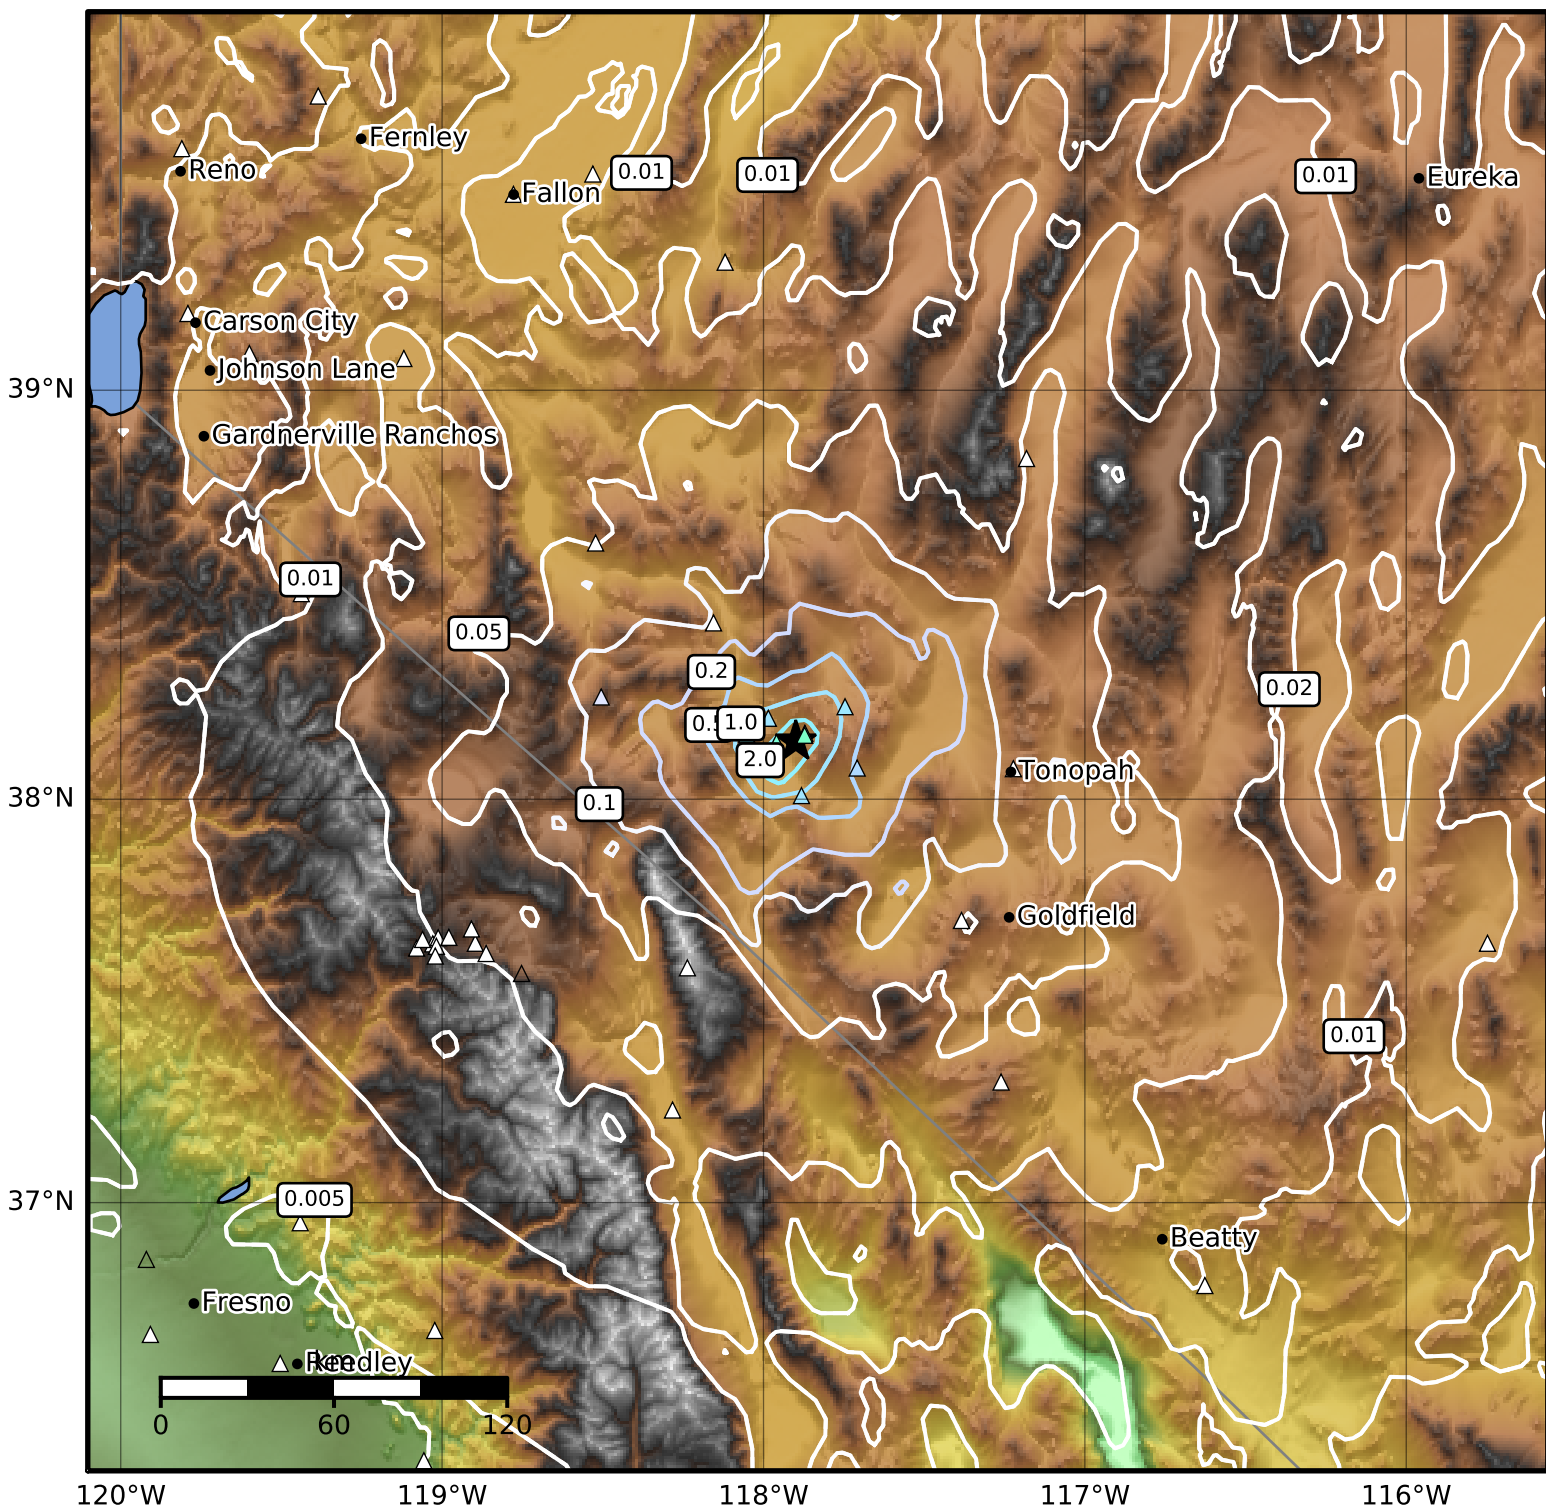 Fernley
Reno
0.01
0.01
0.01
Eureka
Fallon
Carson City
Johnson Lane
39°N
Gardnerville Ranchos
0.01
0.05
0.2
0.02
1.0
2.0
Tonopah
38°N
0.1
Goldfield
0.01
37°N
0.005
Beatty
Fresno
Reedley
0 60 120
120°W 119°W 118°W 117°W 116°W